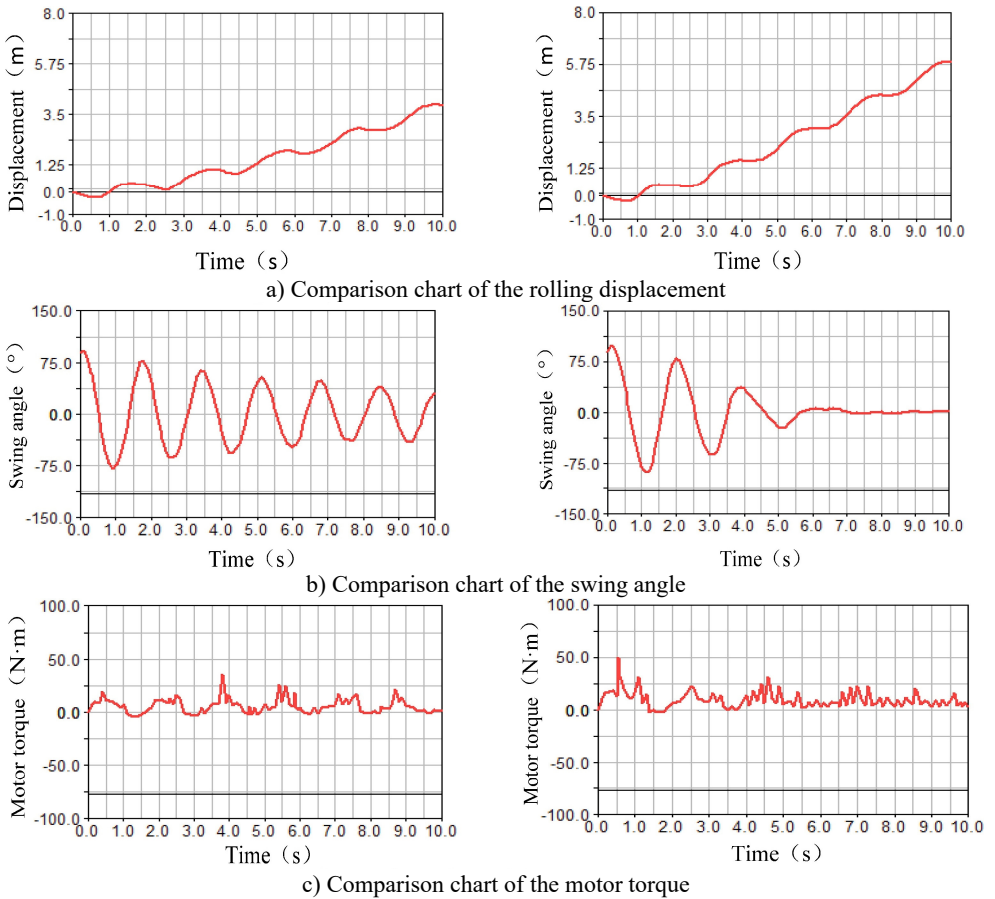 8.0
5.75
3.5
1.25
0.0
-1.0
Displacement（m）
0.0 1.0 2.0 3.0 4.0 5.0 6.0 7.0 8.0 9.0 10.0
Time（s）
8.0
5.75
3.5
1.25
0.0
-1.0
Displacement（m）
0.0 1.0 2.0 3.0 4.0 5.0 6.0 7.0 8.0 9.0 10.0
Time（s）
a) Comparison chart of the rolling displacement
150.0
75.0
0.0
-75.0
-150.0
Swing angle（°）
0.0 1.0 2.0 3.0 4.0 5.0 6.0 7.0 8.0 9.0 10.0
Time（s）
150.0
75.0
0.0
-75.0
-150.0
Swing angle（°）
0.0 1.0 2.0 3.0 4.0 5.0 6.0 7.0 8.0 9.0 10.0
Time（s）
b) Comparison chart of the swing angle
100.0
50.0
0.0
-50.0
-100.0
Motor torque（N·m）
0.0 1.0 2.0 3.0 4.0 5.0 6.0 7.0 8.0 9.0 10.0
Time（s）
100.0
50.0
0.0
-50.0
-100.0
Motor torque（N·m）
0.0 1.0 2.0 3.0 4.0 5.0 6.0 7.0 8.0 9.0 10.0
Time（s）
c) Comparison chart of the motor torque